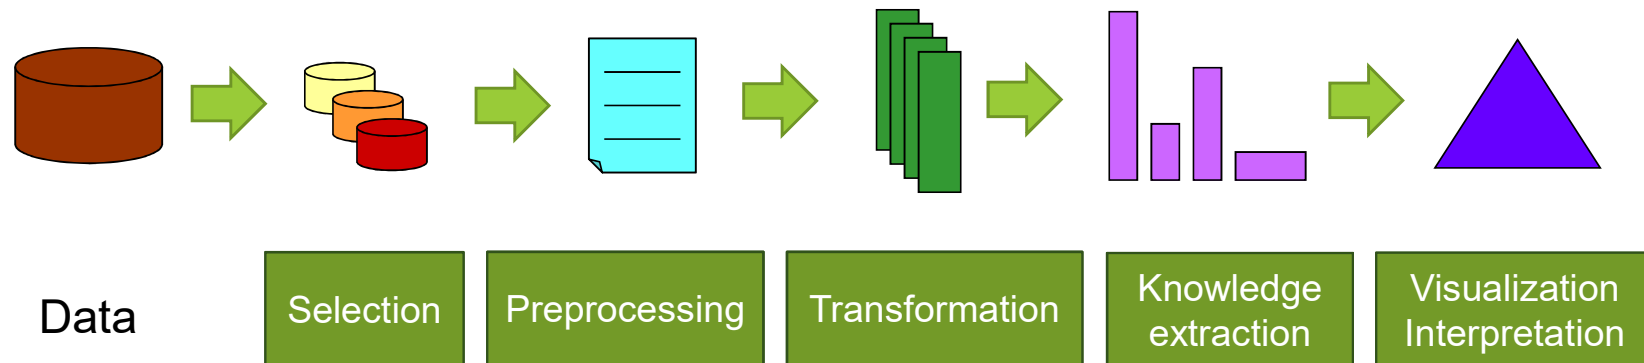 Data
Selection
Preprocessing
Transformation
Knowledge
extraction
Visualization
Interpretation